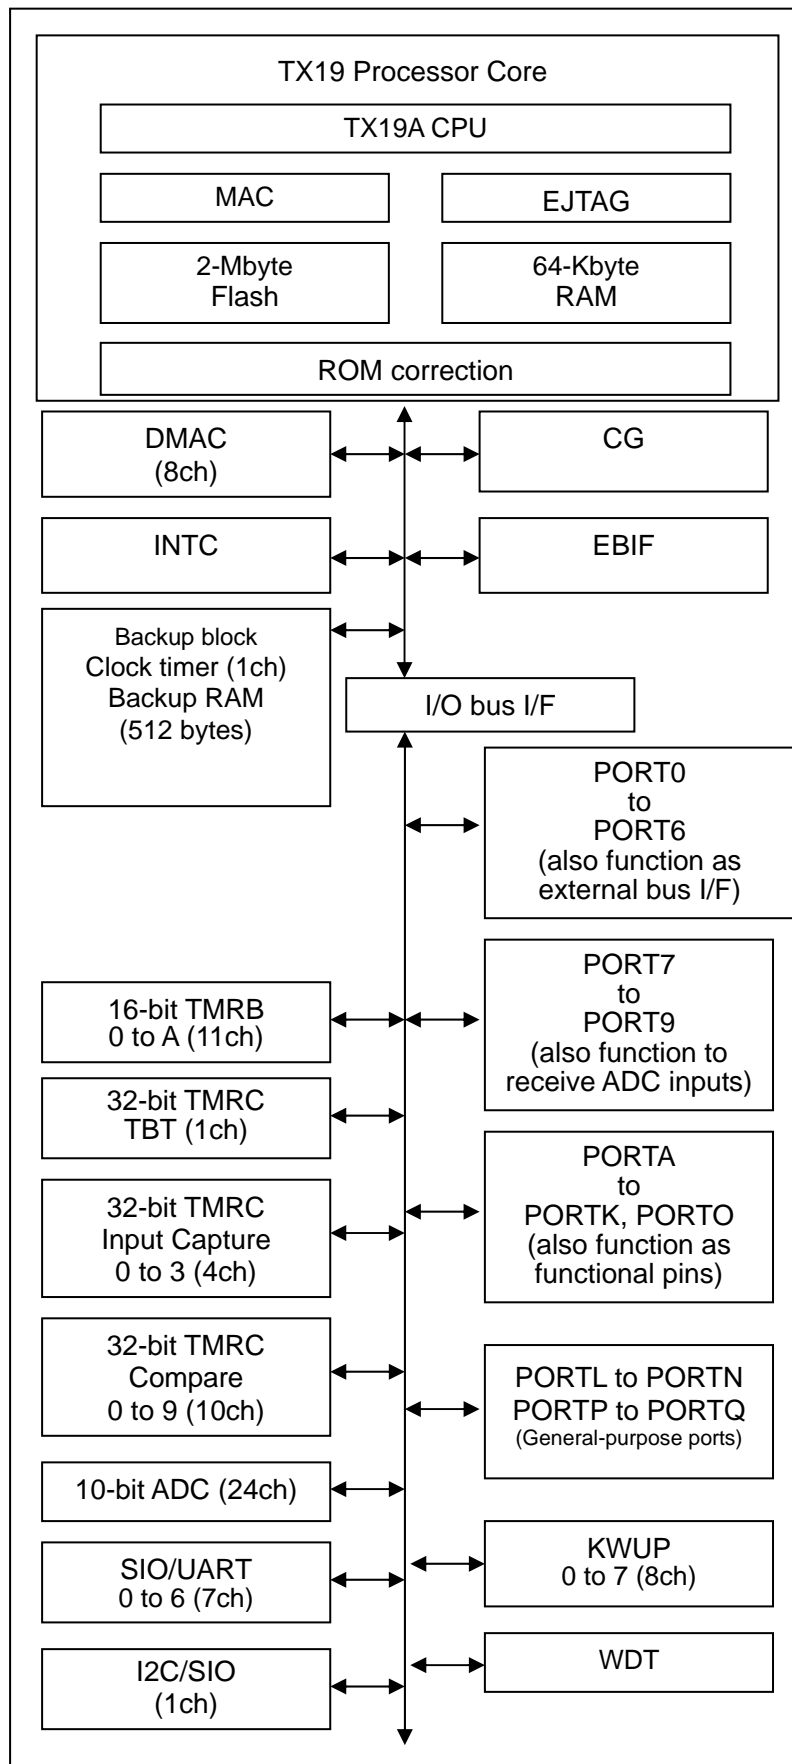 TX19 Processor Core
TX19A CPU
MAC
EJTAG
2-Mbyte
Flash
64-Kbyte
RAM
ROM correction
DMAC
(8ch)
CG
INTC
EBIF
Backup block
Clock timer (1ch)
Backup RAM
(512 bytes)
I/O bus I/F
PORT0
to
PORT6
(also function as
external bus I/F)
16-bit TMRB
0 to A (11ch)
PORT7
to
PORT9
(also function to
receive ADC inputs)
32-bit TMRC
TBT (1ch)
32-bit TMRC
Input Capture
0 to 3 (4ch)
PORTA
to
PORTK, PORTO
(also function as
functional pins)
32-bit TMRC
Compare
0 to 9 (10ch)
PORTL to PORTN
PORTP to PORTQ
(General-purpose ports)
10-bit ADC (24ch)
SIO/UART
0 to 6 (7ch)
KWUP
0 to 7 (8ch)
I2C/SIO
(1ch)
WDT